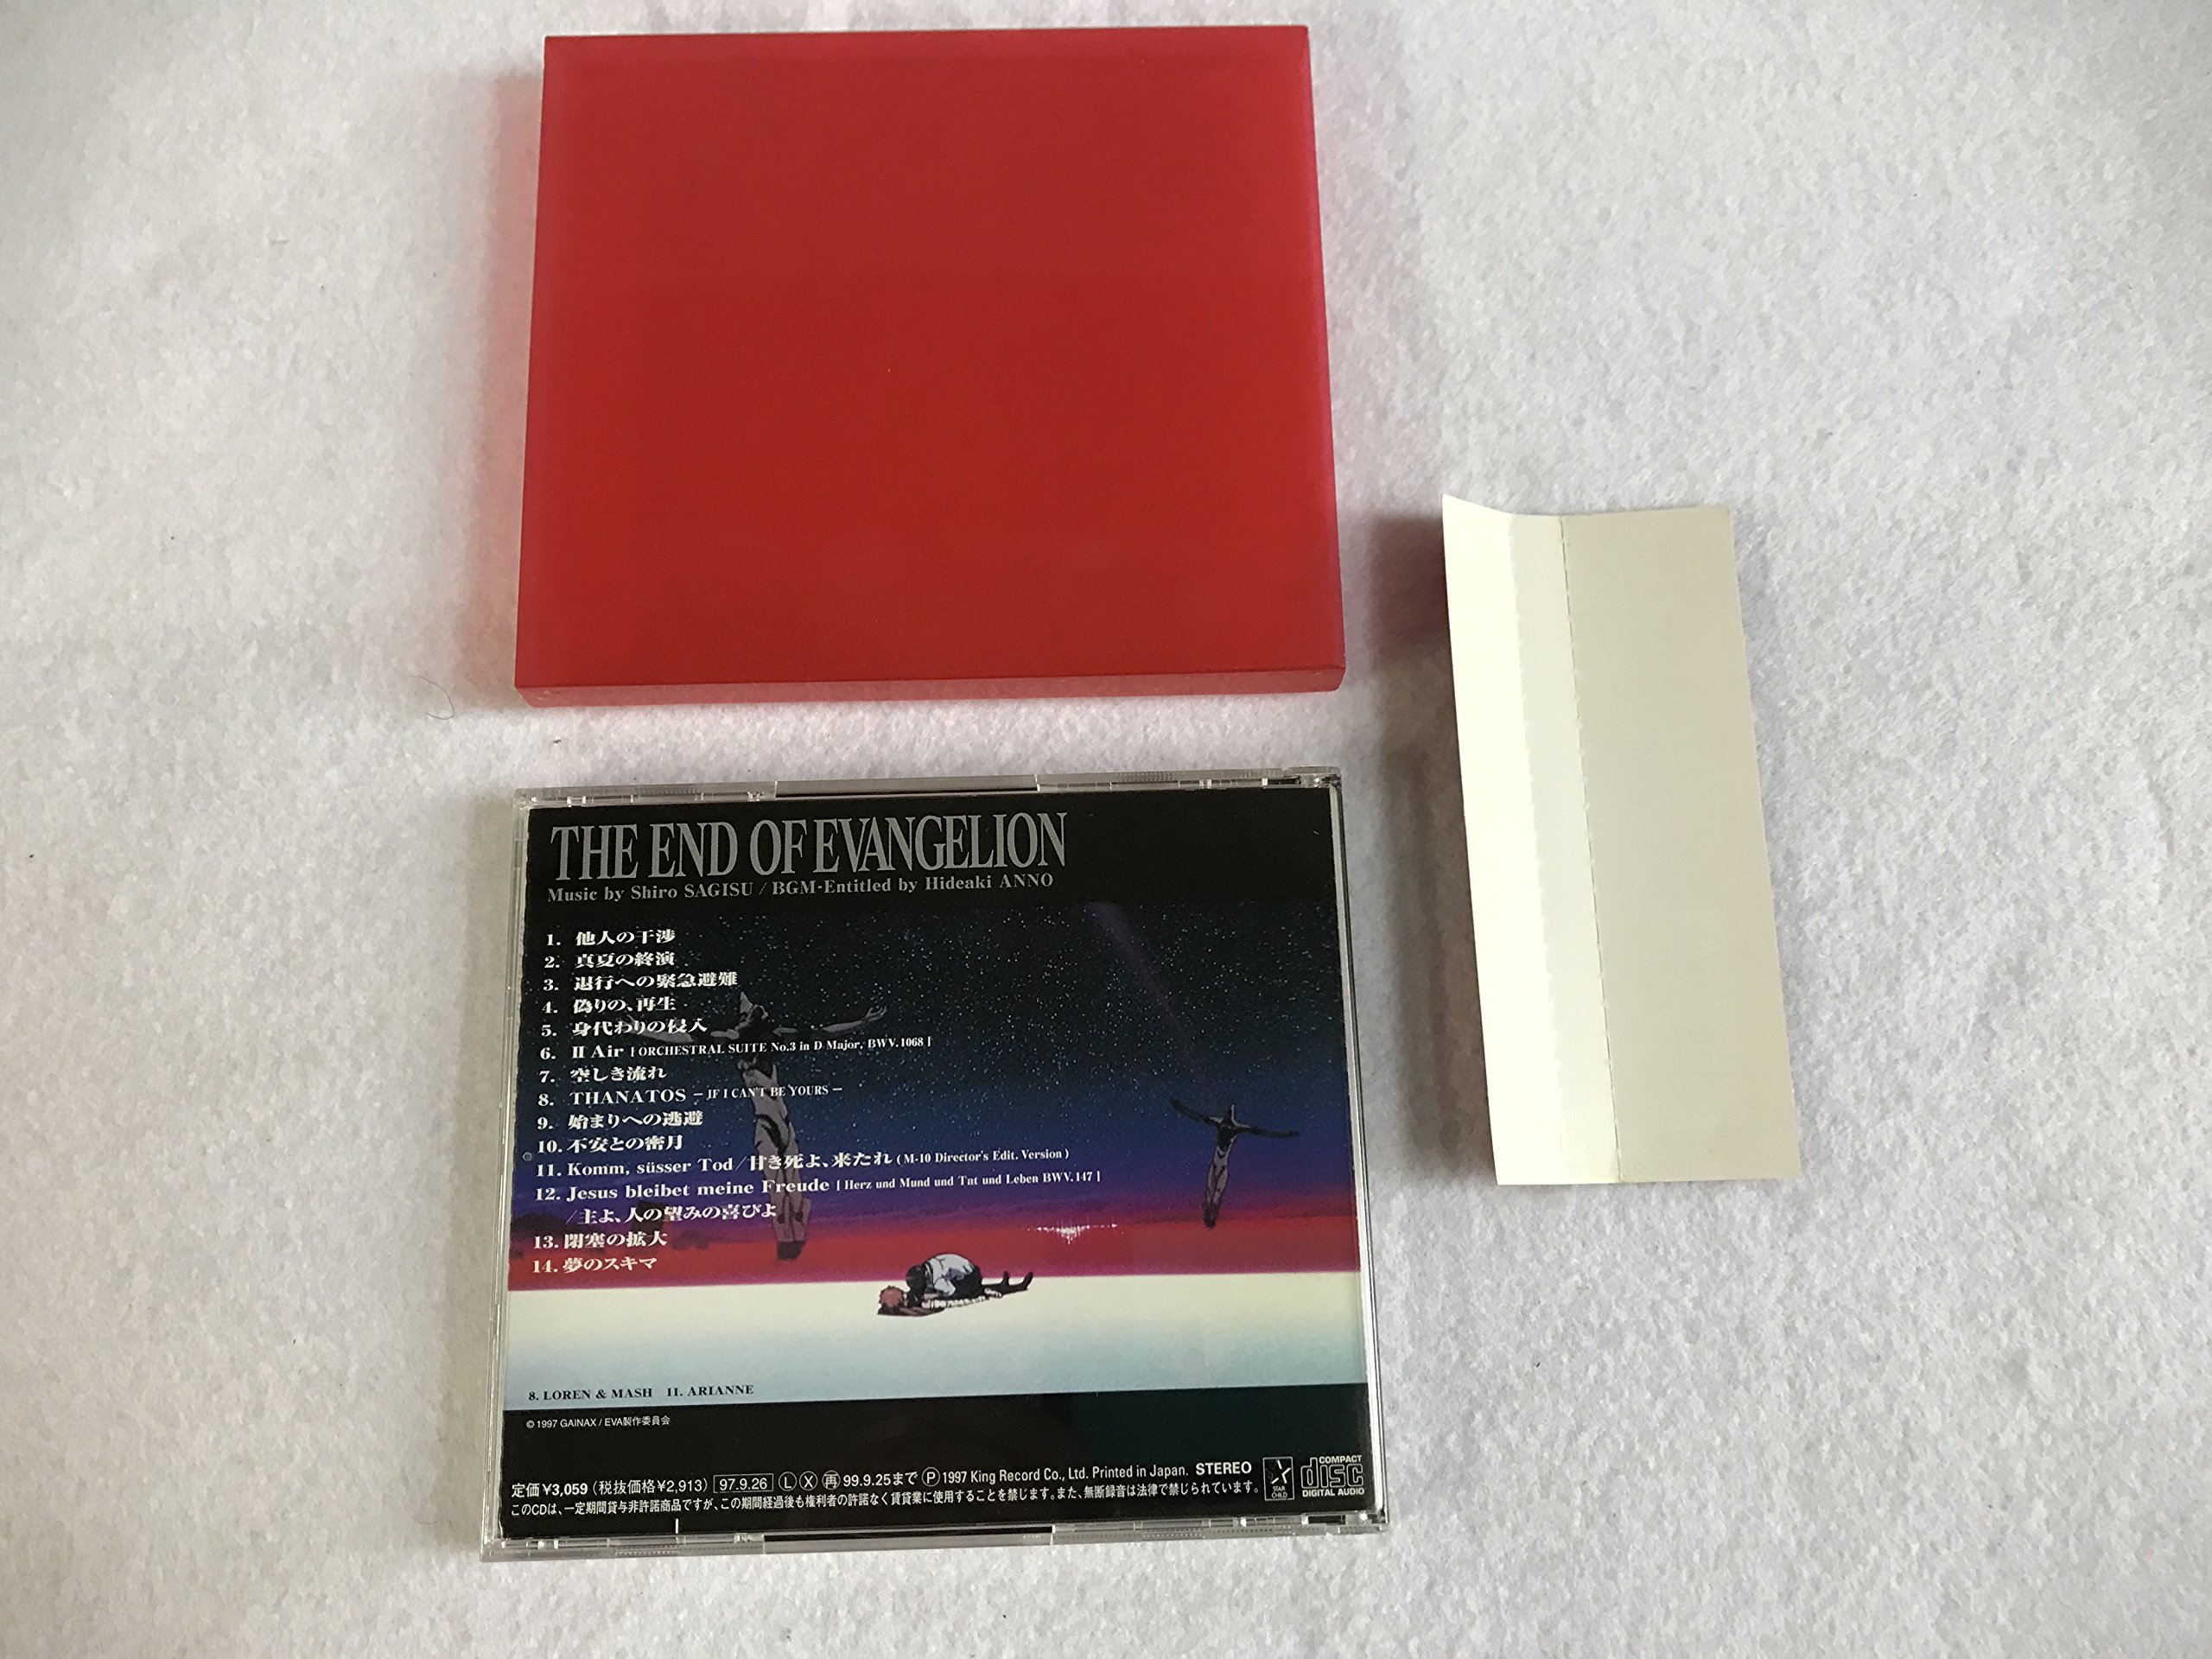 THE END OF EVANGELION
Music by Shiro SAGISU / BGM-Entitled by Hideaki ANNO
1. 他人の干渉
2. 真夏の終演
3. 退行への緊急避難
4. 偽りの、再生
5. 身代わりの侵入
6. II Air [ ORCHESTRAL SUITE No.3 in D Major, BWV.1068 ]
7. 空しき流れ
8. THANATOS – IF I CAN'T BE YOURS –
9. 始まりへの逃避
10. 不安との蜜月
11. Komm, süsser Tod / 甘き死よ、来たれ ( M-10 Director's Edit. Version )
12. Jesus bleibet meine Freude [ Herz und Mund und Tat und Leben BWV.147 ]
/ 主よ、人の望みの喜びよ
13. 閉塞の拡大
14. 夢のスキマ
8. LOREN & MASH 11. ARIANNE
© 1997 GAINAX / EVA製作委員会
定価¥3,059 (税抜価格¥2,913) 97.9.26 Ⓛ Ⓧ ㊢ 99.9.25まで Ⓟ 1997 King Record Co., Ltd. Printed in Japan. STEREO
このCDは、一定期間貸与非許諾商品ですが、この期間経過後も権利者の許諾なく賃貸業に使用することを禁じます。また、無断録音は法律で禁じられています。
STAR CHILD
COMPACT disc DIGITAL AUDIO